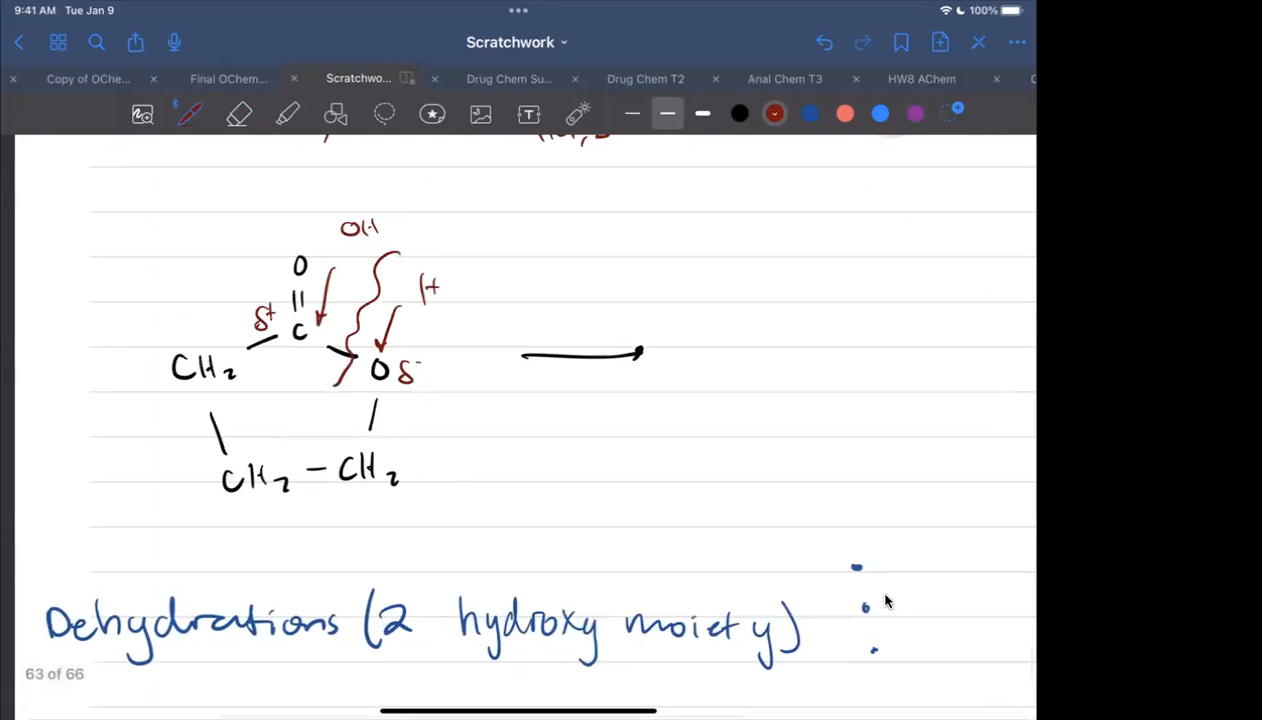 9:41 AM Tue Jan 9
100%
Scratchwork
Copy of OChe...
Final OChem...
Scratchwo...
Drug Chem Su...
Drug Chem T2
Anal Chem T3
HW8 AChem
OH
O
H+
δ+
C
CH₂
O δ-
CH₂ - CH₂
Dehydrations (2 hydroxy moiety)
63 of 66